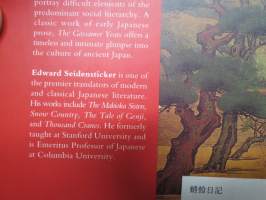 portray difficult elements of the
predominant social hierarchy. A
classic work of early Japanese
prose, The Gossamer Years offers a
timeless and intimate glimpse into
the culture of ancient Japan.
Edward Seidensticker is one of
the premier translators of modern
and classical Japanese literature.
His works include The Makioka Sisters,
Snow Country, The Tale of Genji,
and Thousand Cranes. He formerly
taught at Stanford University and
is Emeritus Professor of Japanese
at Columbia University.
蜻蛉日記